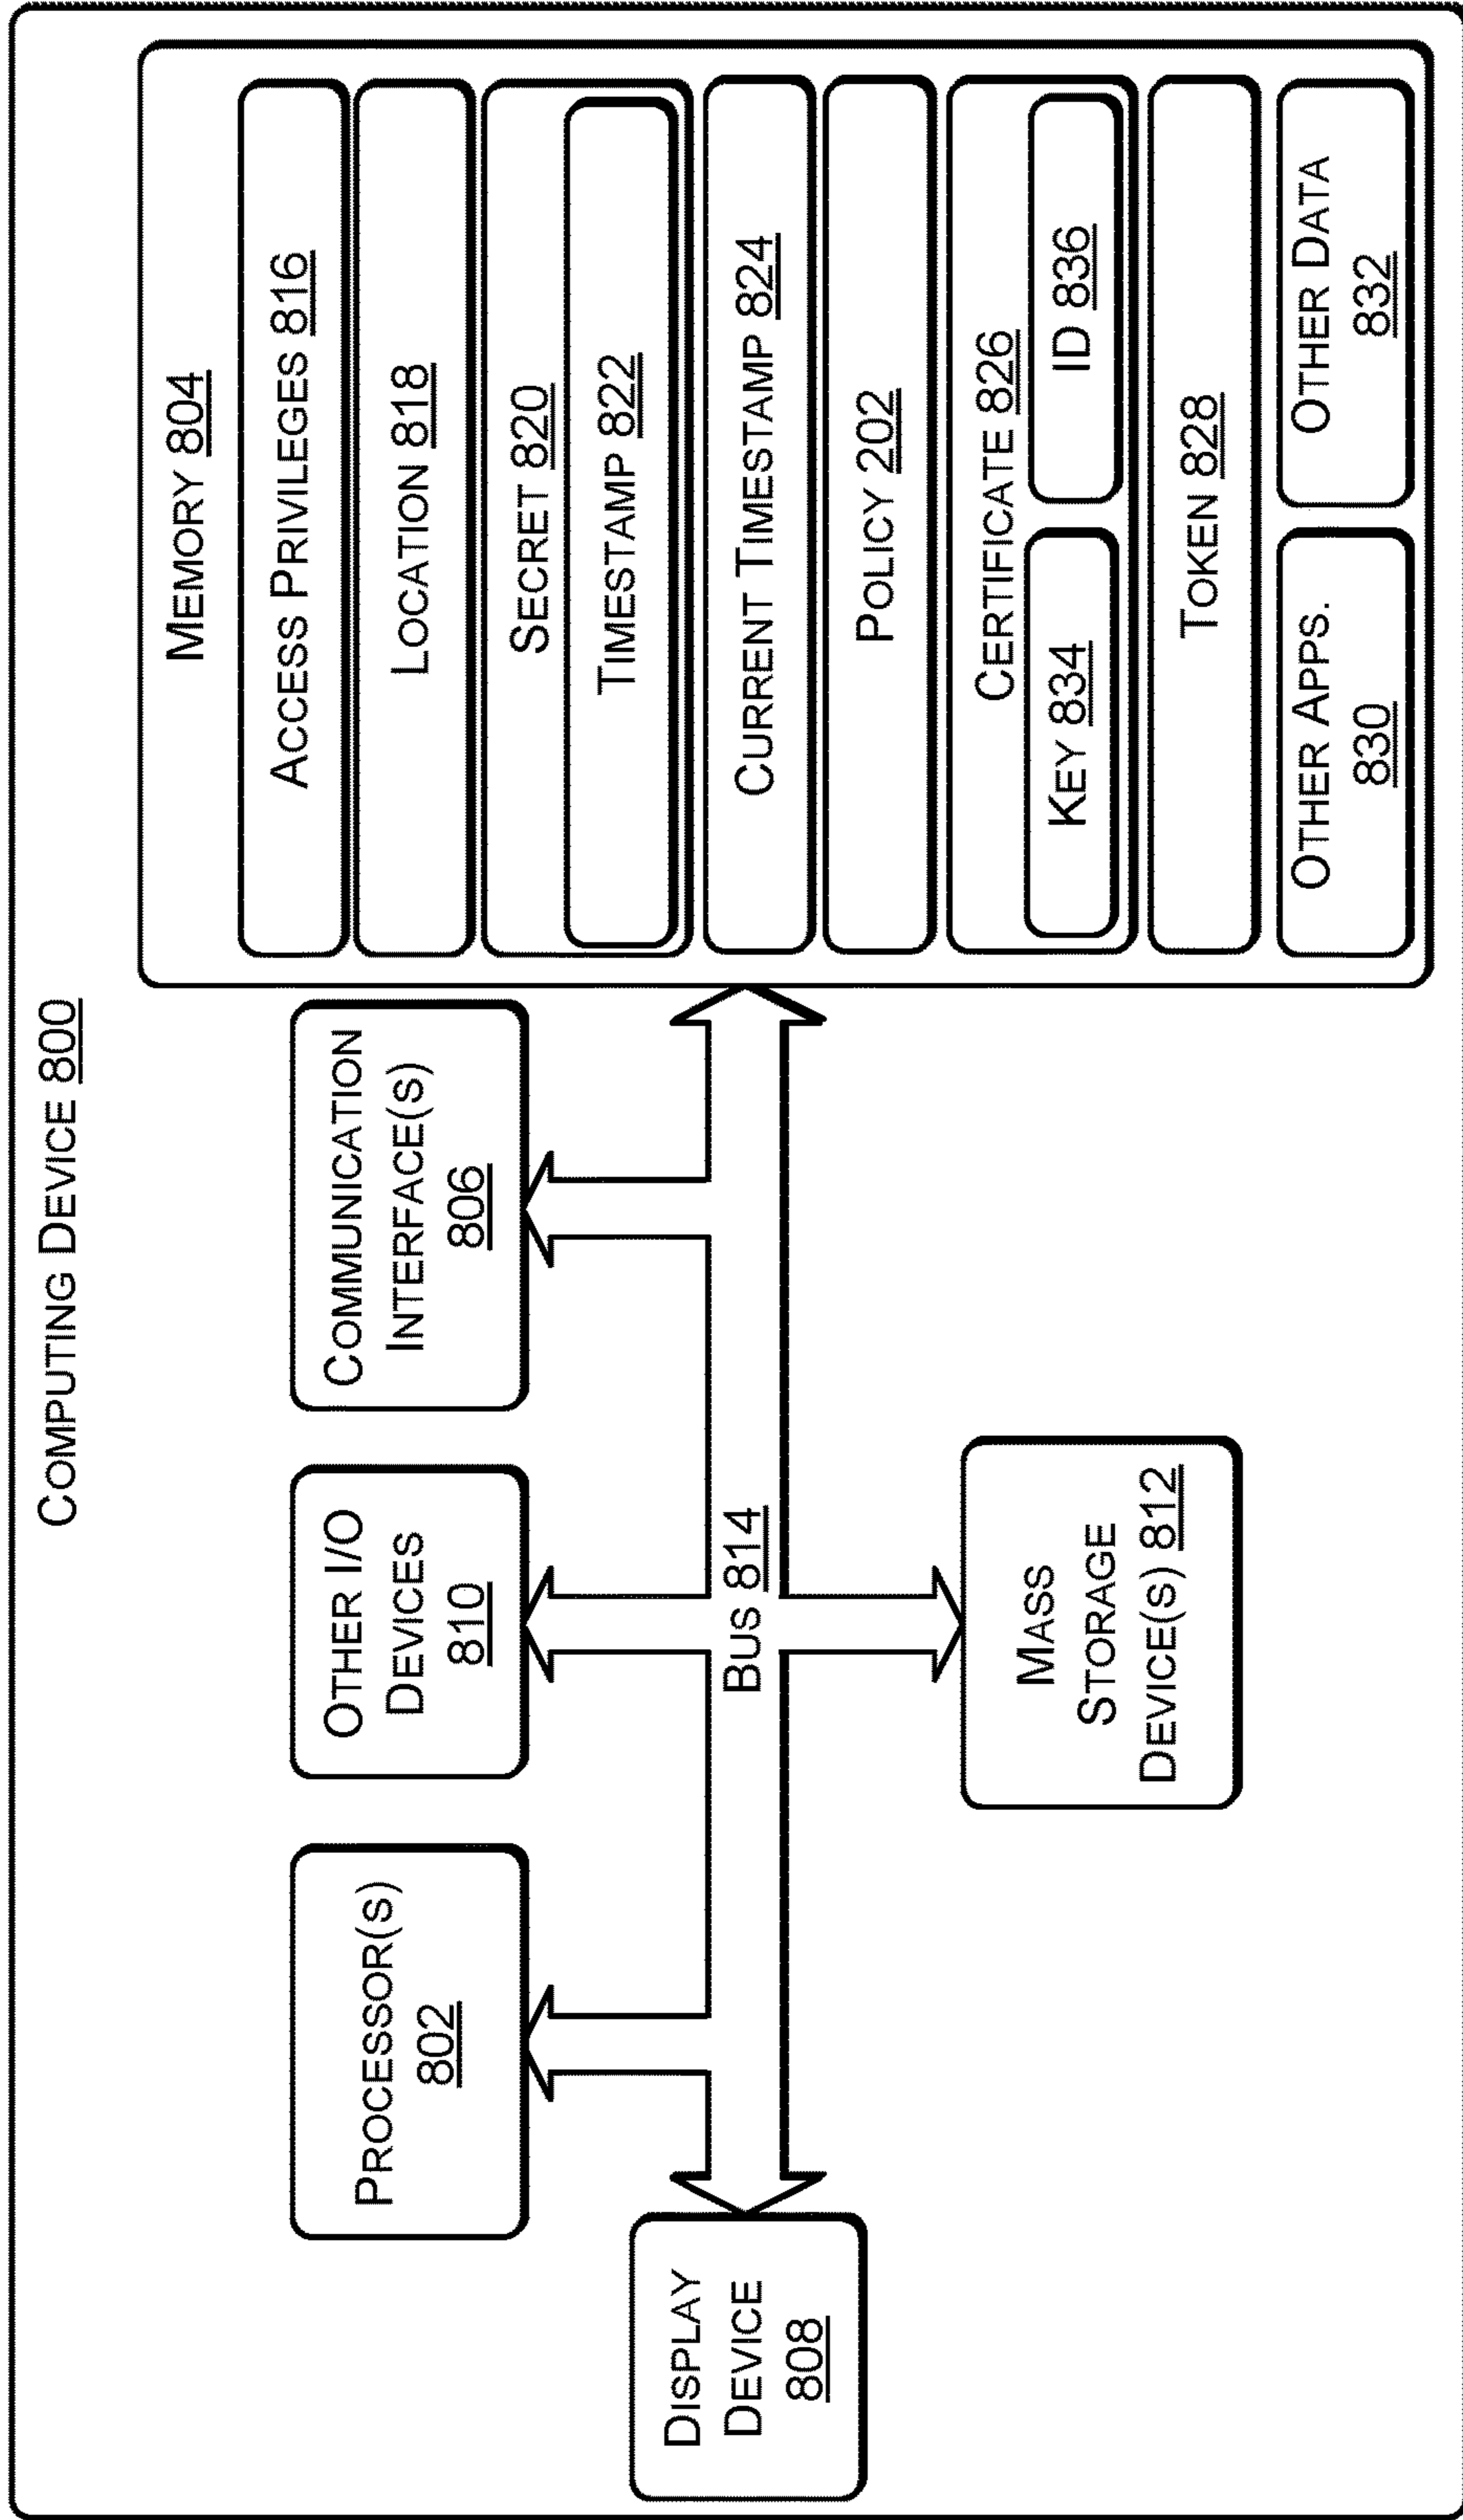 COMPUTING DEVICE 800
PROCESSOR(S)
802
OTHER I/O
DEVICES
810
COMMUNICATION
INTERFACE(S)
806
DISPLAY
DEVICE
808
BUS 814
MASS
STORAGE
DEVICE(S) 812
MEMORY 804
ACCESS PRIVILEGES 816
LOCATION 818
SECRET 820
TIMESTAMP 822
CURRENT TIMESTAMP 824
POLICY 202
CERTIFICATE 826
KEY 834
ID 836
TOKEN 828
OTHER APPS.
830
OTHER DATA
832